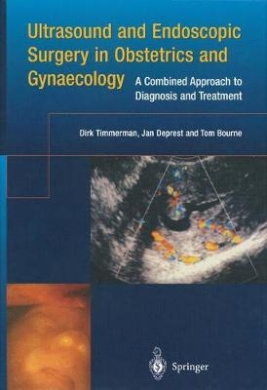 Ultrasound and Endoscopic
Surgery in Obstetrics and
Gynaecology
A Combined Approach to
Diagnosis and Treatment
Dirk Timmerman, Jan Deprest and Tom Bourne
Springer